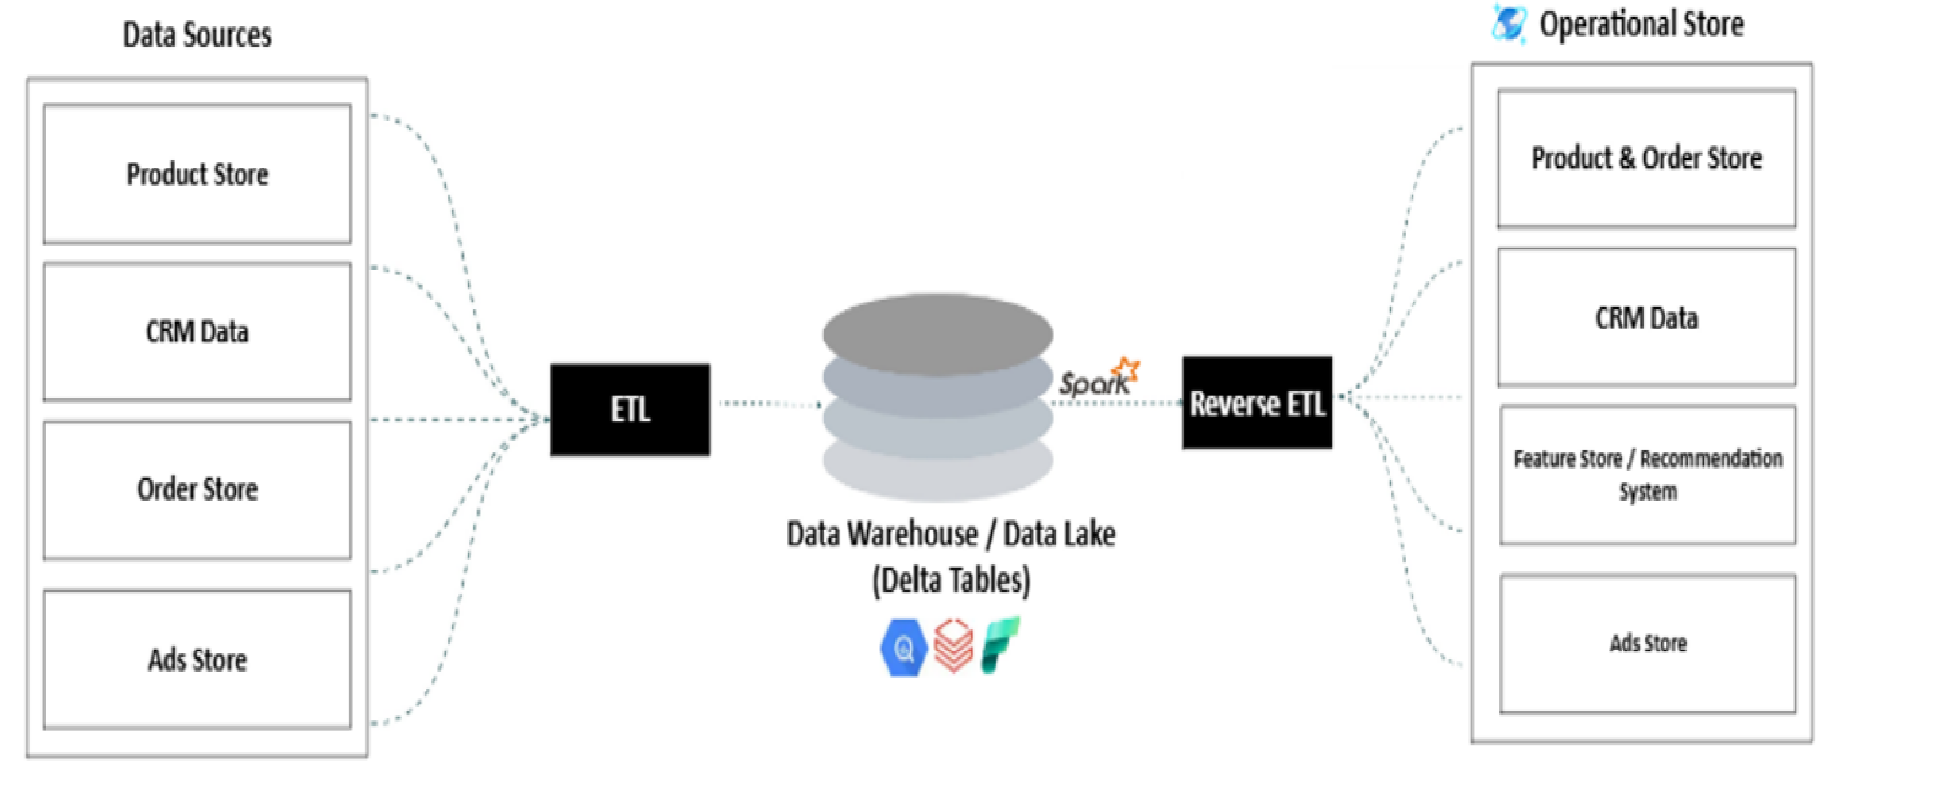 Data Sources
Product Store
CRM Data
Order Store
Ads Store
ETL
Data Warehouse / Data Lake
(Delta Tables)
Spark
Reverse ETL
Operational Store
Product & Order Store
CRM Data
Feature Store / Recommendation
System
Ads Store